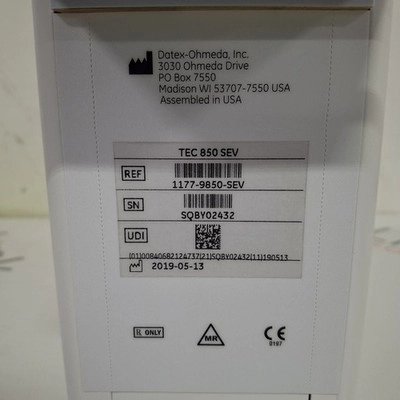 Datex-Ohmeda, Inc.
3030 Ohmeda Drive
PO Box 7550
Madison WI 53707-7550 USA
Assembled in USA
TEC 850 SEV
REF
1177-9850-SEV
SN
SQBY02432
UDI
(01)00840682124737(21)SQBY02432(11)190513
2019-05-13
℞ ONLY
MR
CE
0197